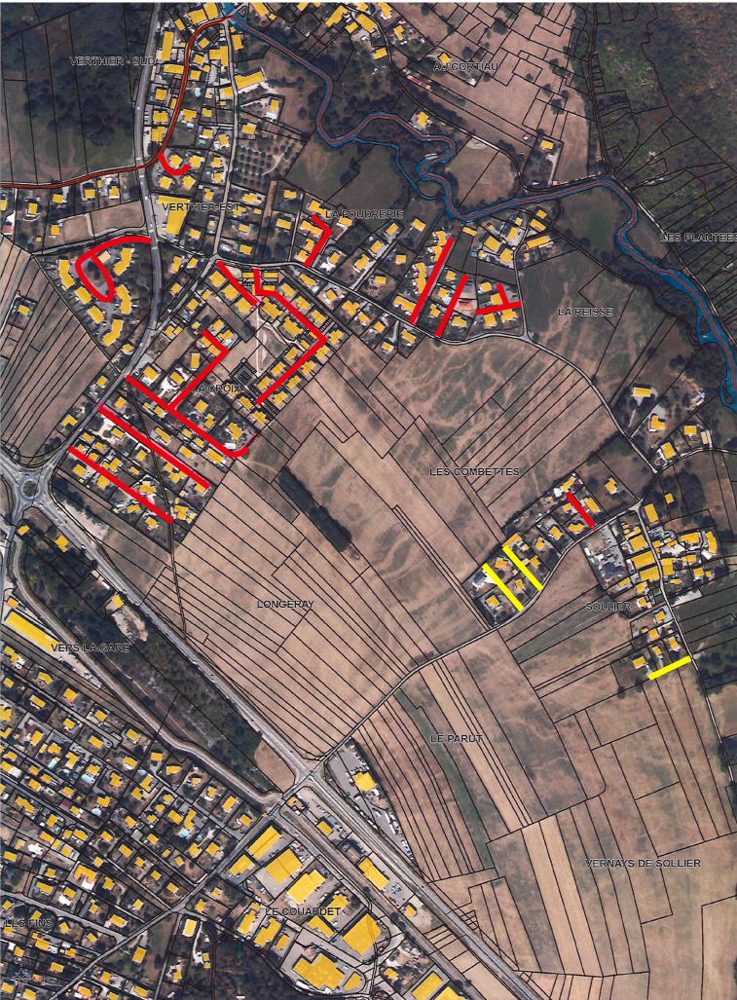 VERTHIER - SUD
AU CORTIAU
VERTHIER-EST
LA POUDRERIE
LES PLANTEES
LA REISSE
LA CROIX
LES COMBETTES
LONGERAY
SOLLIER
VERS LA GARE
LE PARUT
VERNAYS DE SOLLIER
LE COUARDET
LES FINS